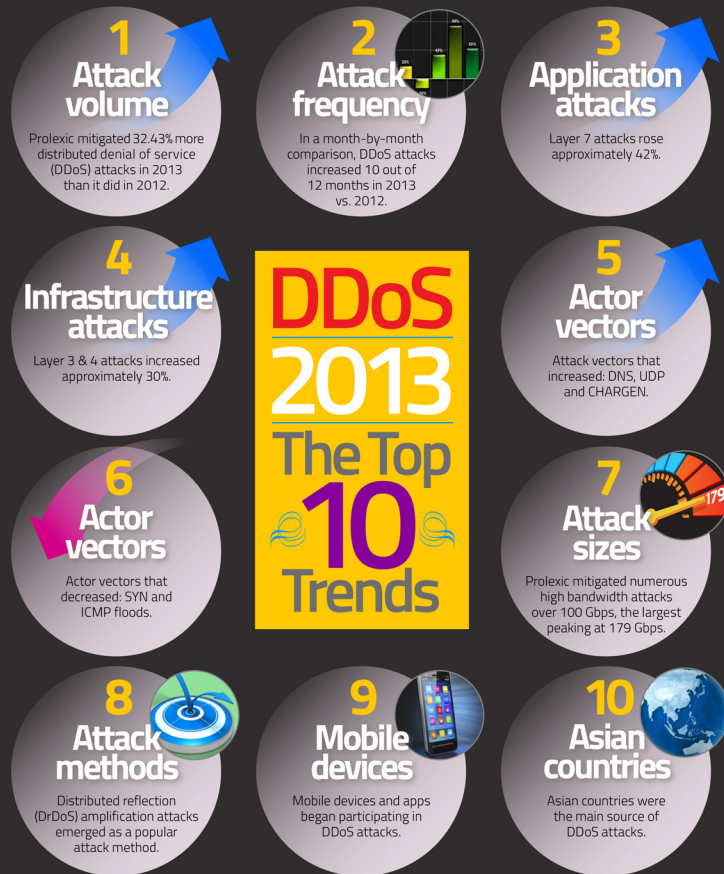 1
Attack
volume
Prolexic mitigated 32.43% more
distributed denial of service
(DDoS) attacks in 2013
than it did in 2012.
2
Attack
frequency
In a month-by-month
comparison, DDoS attacks
increased 10 out of
12 months in 2013
vs. 2012.
3
Application
attacks
Layer 7 attacks rose
approximately 42%.
4
Infrastructure
attacks
Layer 3 & 4 attacks increased
approximately 30%.
DDoS
2013
The Top
10
Trends
5
Actor
vectors
Attack vectors that
increased: DNS, UDP
and CHARGEN.
6
Actor
vectors
Actor vectors that
decreased: SYN and
ICMP floods.
7
Attack
sizes
179
Prolexic mitigated numerous
high bandwidth attacks
over 100 Gbps, the largest
peaking at 179 Gbps.
8
Attack
methods
Distributed reflection
(DrDoS) amplification attacks
emerged as a popular
attack method.
9
Mobile
devices
Mobile devices and apps
began participating in
DDoS attacks.
10
Asian
countries
Asian countries were
the main source of
DDoS attacks.